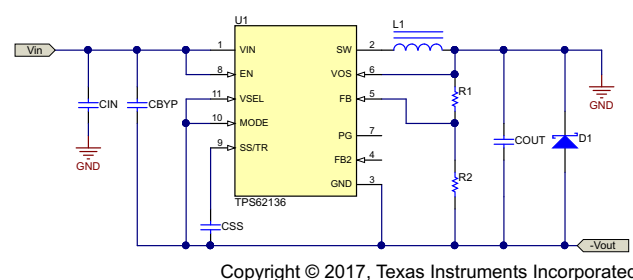 U1
L1
Vin
1
VIN
SW
2
8
EN
VOS
6
11
VSEL
FB
5
R1
CIN
CBYP
10
MODE
GND
9
SS/TR
PG
7
COUT
D1
GND
FB2
4
R2
GND
3
TPS62136
CSS
-Vout
Copyright © 2017, Texas Instruments Incorporated